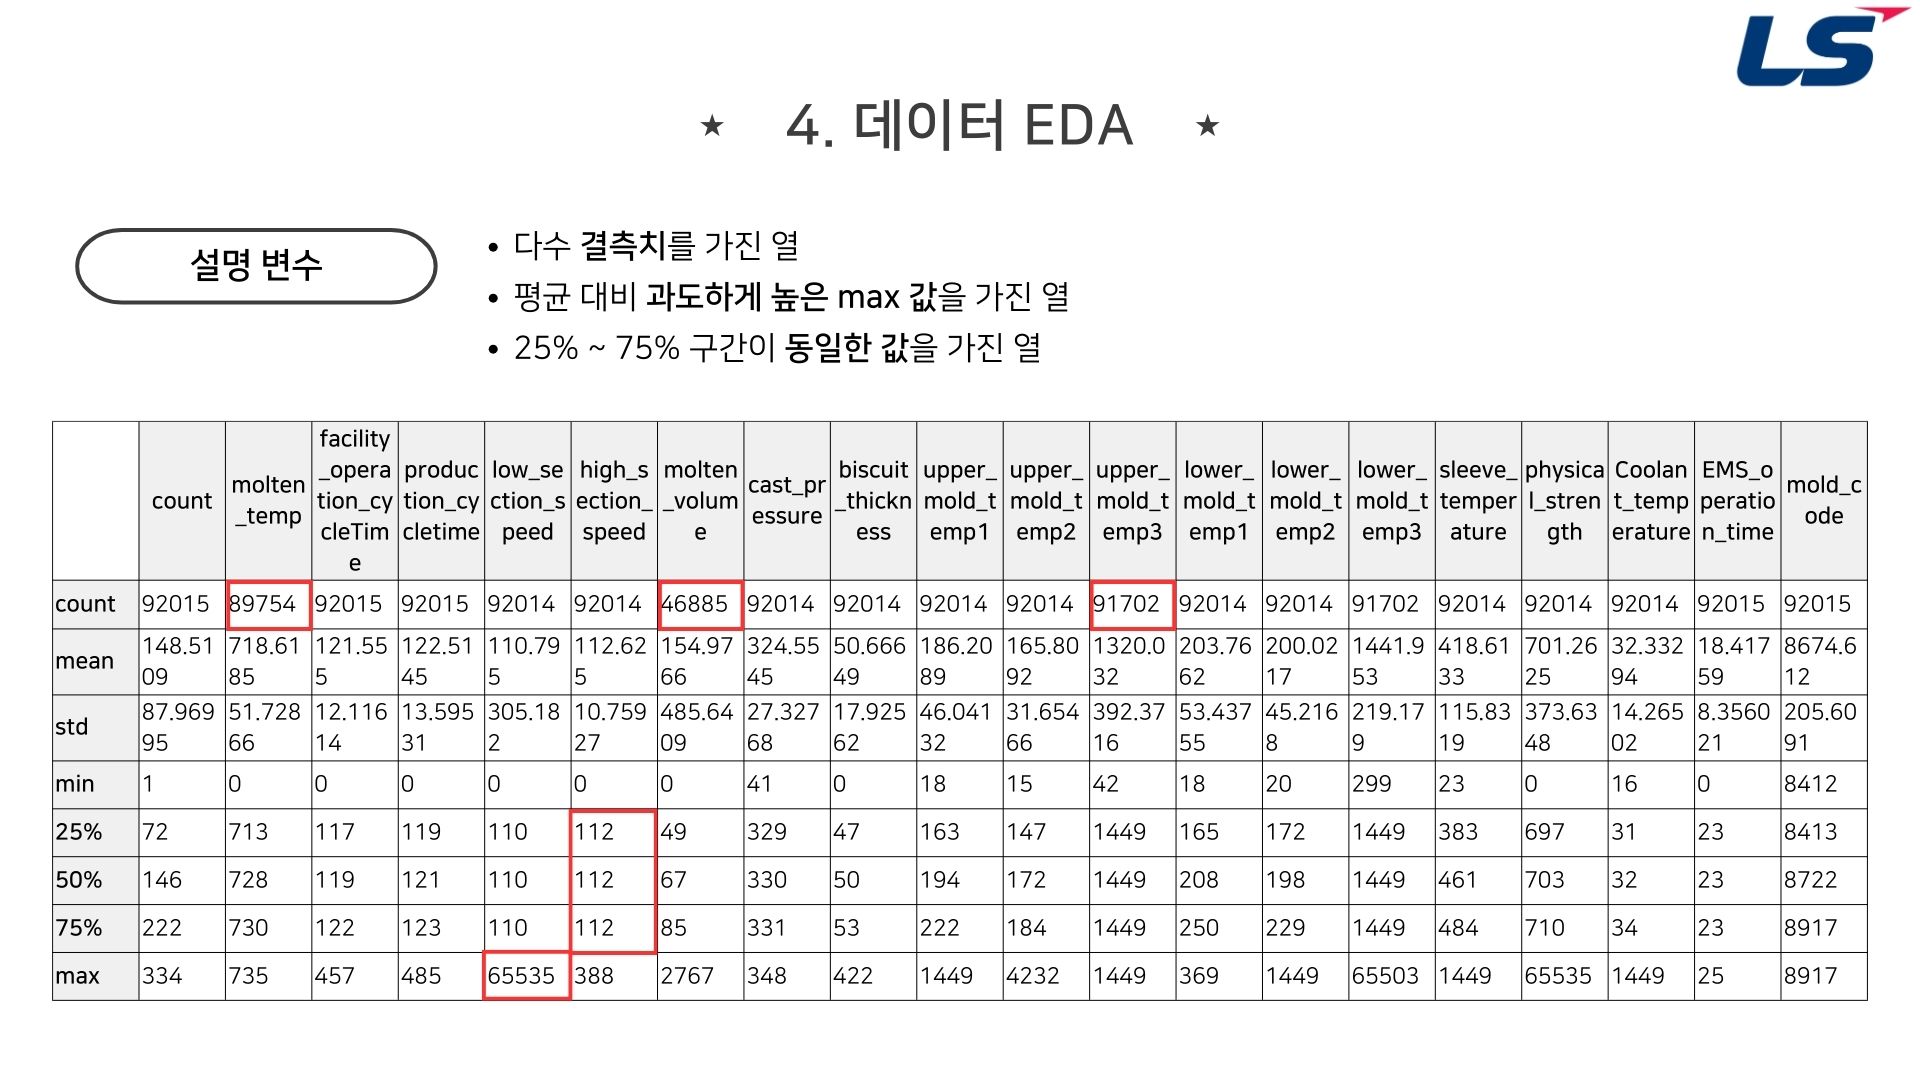 LS
4. 데이터 EDA
설명 변수
• 다수 결측치를 가진 열
• 평균 대비 과도하게 높은 max 값을 가진 열
• 25% ~ 75% 구간이 동일한 값을 가진 열
count molten_temp facility_operation_cycleTime production_cycletime low_section_speed high_section_speed molten_volume cast_pressure biscuit_thickness upper_mold_temp1 upper_mold_temp2 upper_mold_temp3 lower_mold_temp1 lower_mold_temp2 lower_mold_temp3 sleeve_temperature physical_strength Coolant_temperature EMS_operation_time mold_code
count 92015 89754 92015 92015 92014 92014 46885 92014 92014 92014 92014 91702 92014 92014 91702 92014 92014 92014 92015 92015
mean 148.5109 718.6185 121.555 122.5145 110.795 112.625 154.9766 324.5545 50.66649 186.2089 165.8092 1320.032 203.7662 200.0217 1441.953 418.6133 701.2625 32.33294 18.41759 8674.612
std 87.96995 51.72866 12.11614 13.59531 305.182 10.75927 485.6409 27.32768 17.92562 46.04132 31.65466 392.3716 53.43755 45.2168 219.179 115.8319 373.6348 14.26502 8.356021 205.6091
min 1 0 0 0 0 0 0 41 0 18 15 42 18 20 299 23 0 16 0 8412
25% 72 713 117 119 110 112 49 329 47 163 147 1449 165 172 1449 383 697 31 23 8413
50% 146 728 119 121 110 112 67 330 50 194 172 1449 208 198 1449 461 703 32 23 8722
75% 222 730 122 123 110 112 85 331 53 222 184 1449 250 229 1449 484 710 34 23 8917
max 334 735 457 485 65535 388 2767 348 422 1449 4232 1449 369 1449 65503 1449 65535 1449 25 8917